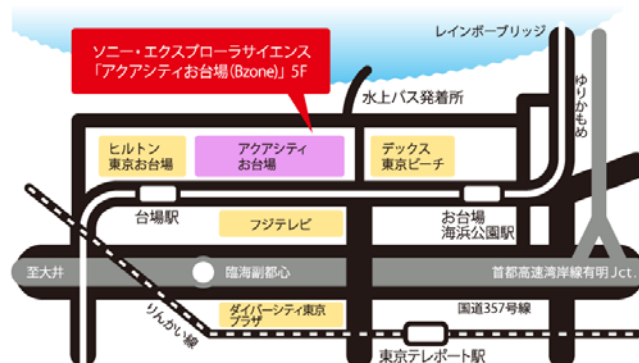 レインボーブリッジ
ソニー・エクスプローラサイエンス
「アクアシティお台場(Bzone)」5F
水上バス発着所
ゆりかもめ
ヒルトン
東京お台場
アクアシティ
お台場
デックス
東京ビーチ
台場駅
フジテレビ
お台場
海浜公園駅
至大井
臨海副都心
首都高速湾岸線有明Jct.
りんかい線
ダイバーシティ東京
プラザ
国道357号線
東京テレポート駅